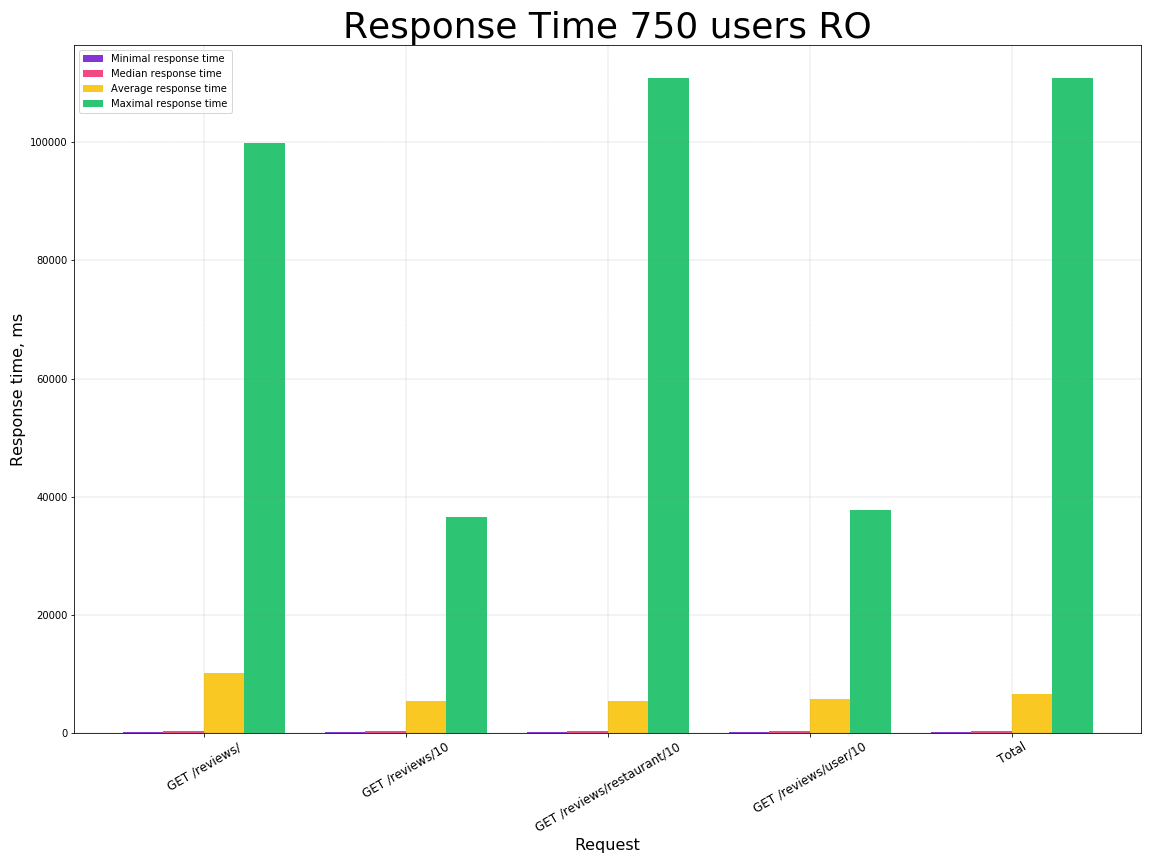 Response Time 750 users RO
Minimal response time
Median response time
Average response time
Maximal response time
Response time, ms
100000
80000
60000
40000
20000
0
GET /reviews/
GET /reviews/10
GET /reviews/restaurant/10
GET /reviews/user/10
Total
Request